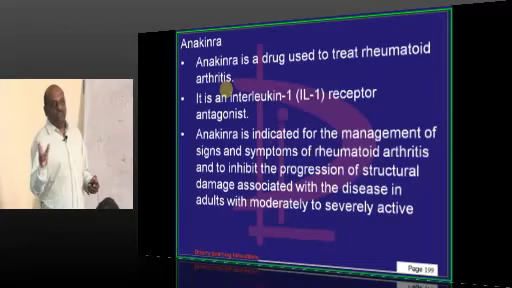 Anakinra
• Anakinra is a drug used to treat rheumatoid
arthritis.
• It is an interleukin-1 (IL-1) receptor
antagonist.
• Anakinra is indicated for the management of
signs and symptoms of rheumatoid arthritis
and to inhibit the progression of structural
damage associated with the disease in
adults with moderately to severely active
Page 199